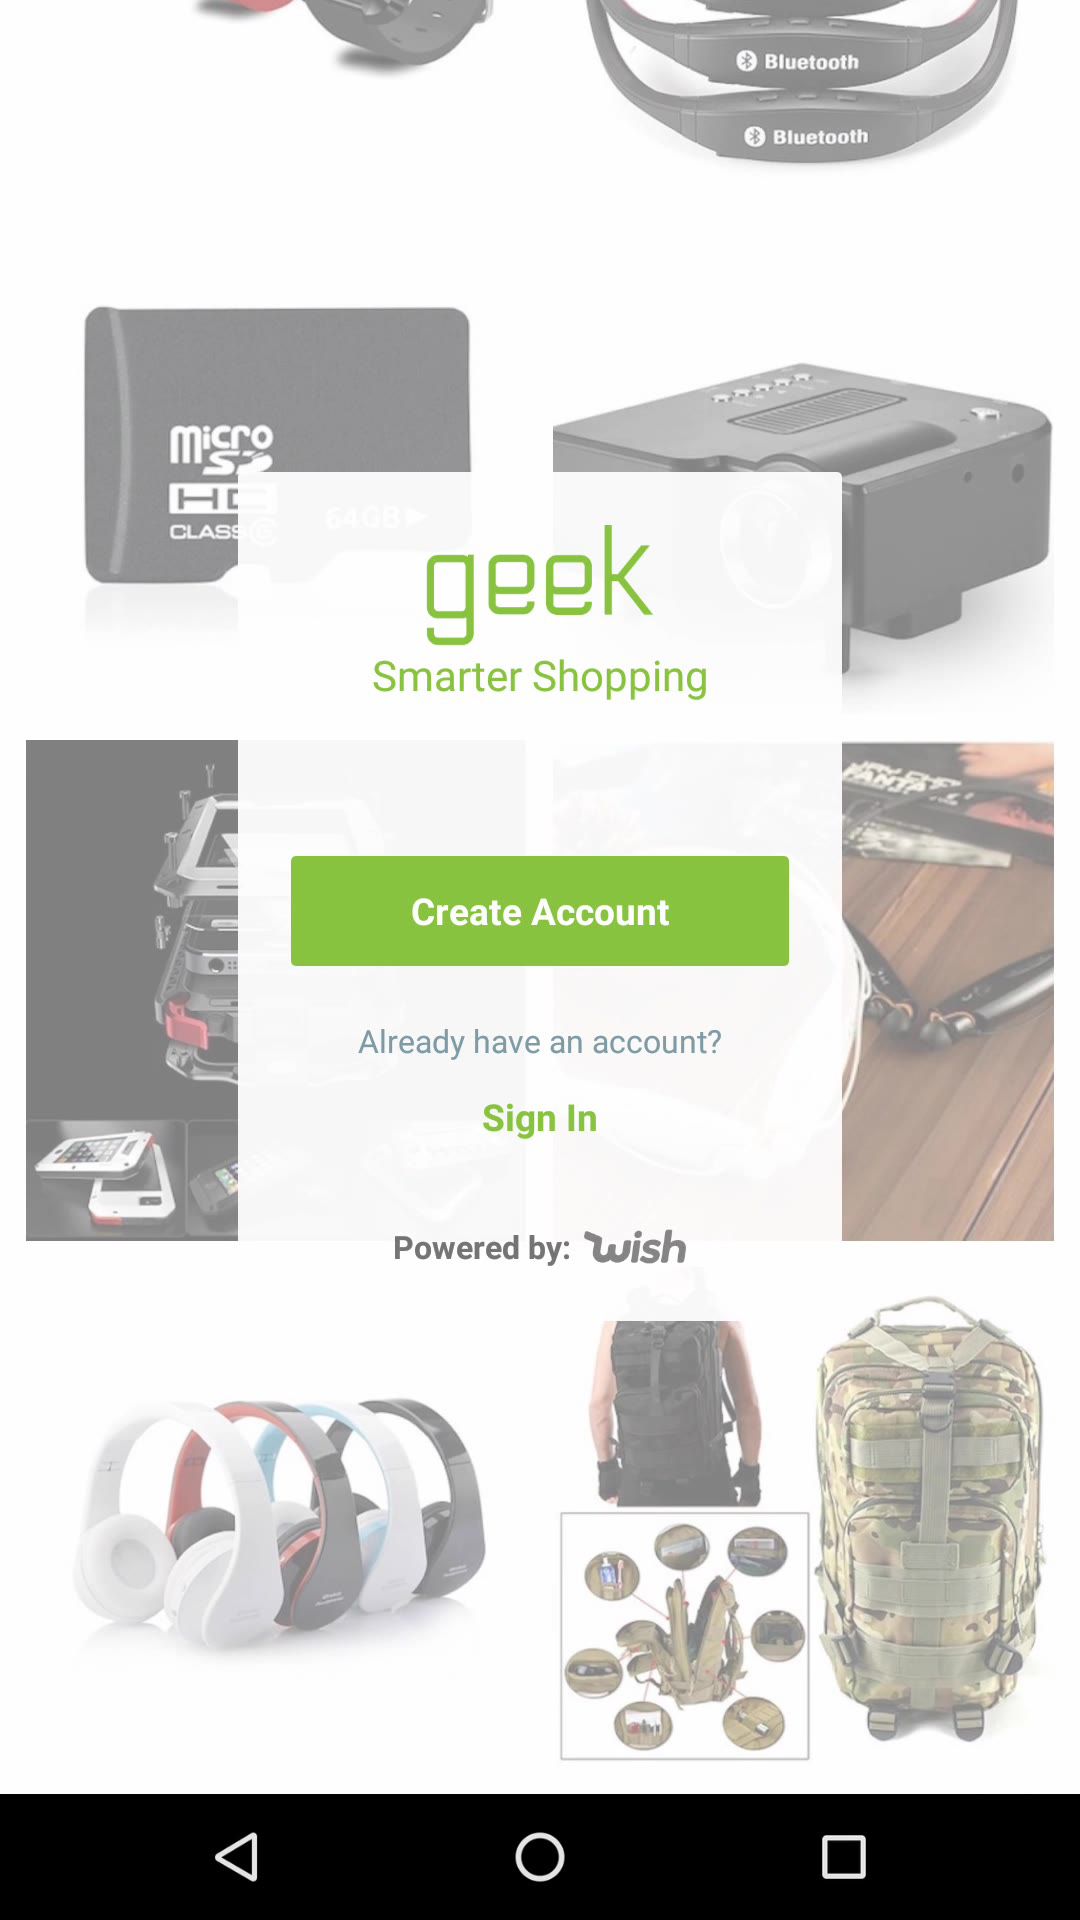 Bluetooth
Bluetooth
Micro
SD
HC
CLASS
64GB
geek
Smarter Shopping
Create Account
Already have an account?
Sign In
Powered by: wish